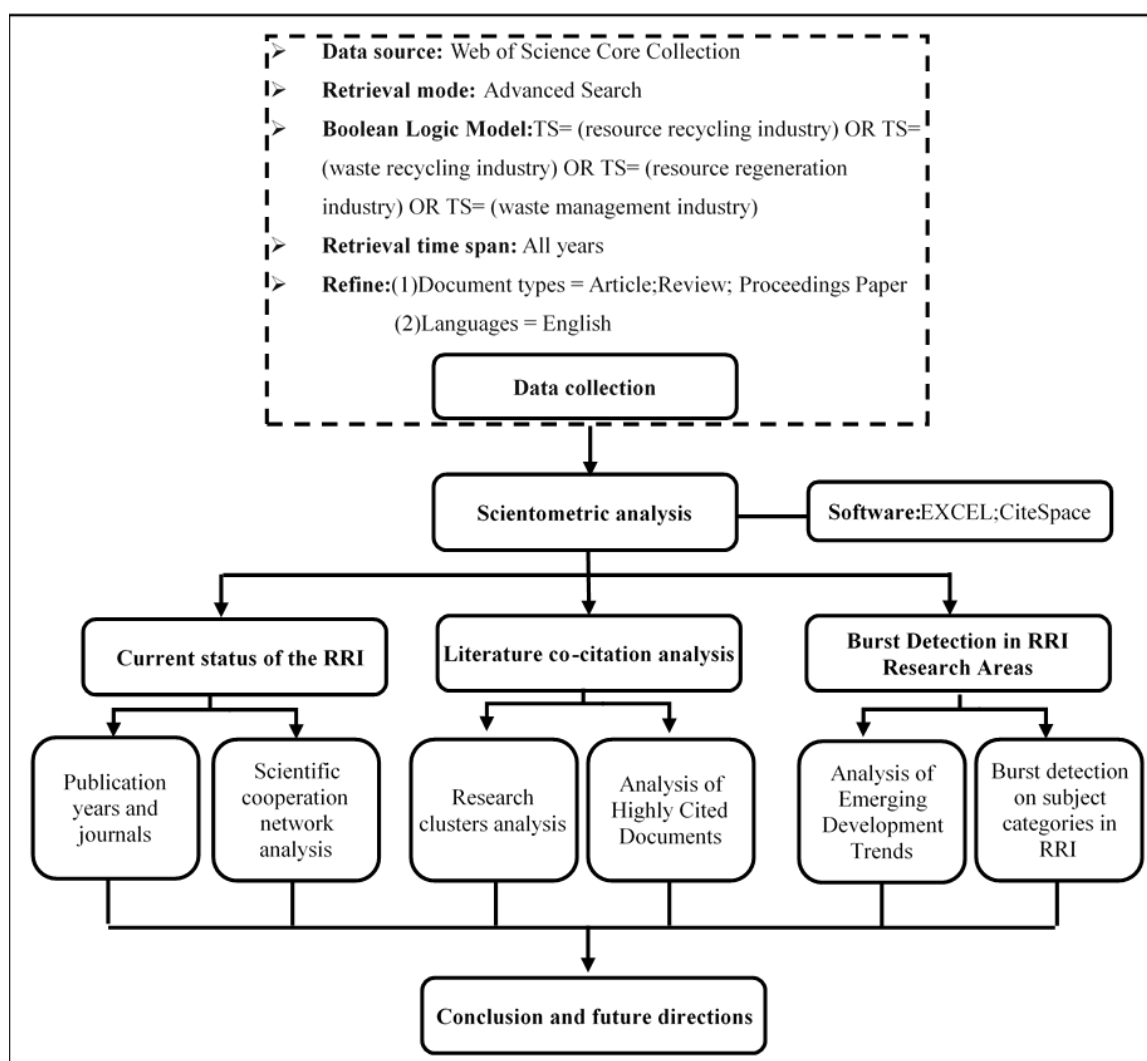 ➢ Data source: Web of Science Core Collection
➢ Retrieval mode: Advanced Search
➢ Boolean Logic Model:TS= (resource recycling industry) OR TS=
(waste recycling industry) OR TS= (resource regeneration
industry) OR TS= (waste management industry)
➢ Retrieval time span: All years
➢ Refine:(1)Document types = Article;Review; Proceedings Paper
(2)Languages = English
Data collection
Scientometric analysis
Software:EXCEL;CiteSpace
Current status of the RRI
Literature co-citation analysis
Burst Detection in RRI
Research Areas
Publication
years and
journals
Scientific
cooperation
network
analysis
Research
clusters analysis
Analysis of
Highly Cited
Documents
Analysis of
Emerging
Development
Trends
Burst detection
on subject
categories in
RRI
Conclusion and future directions